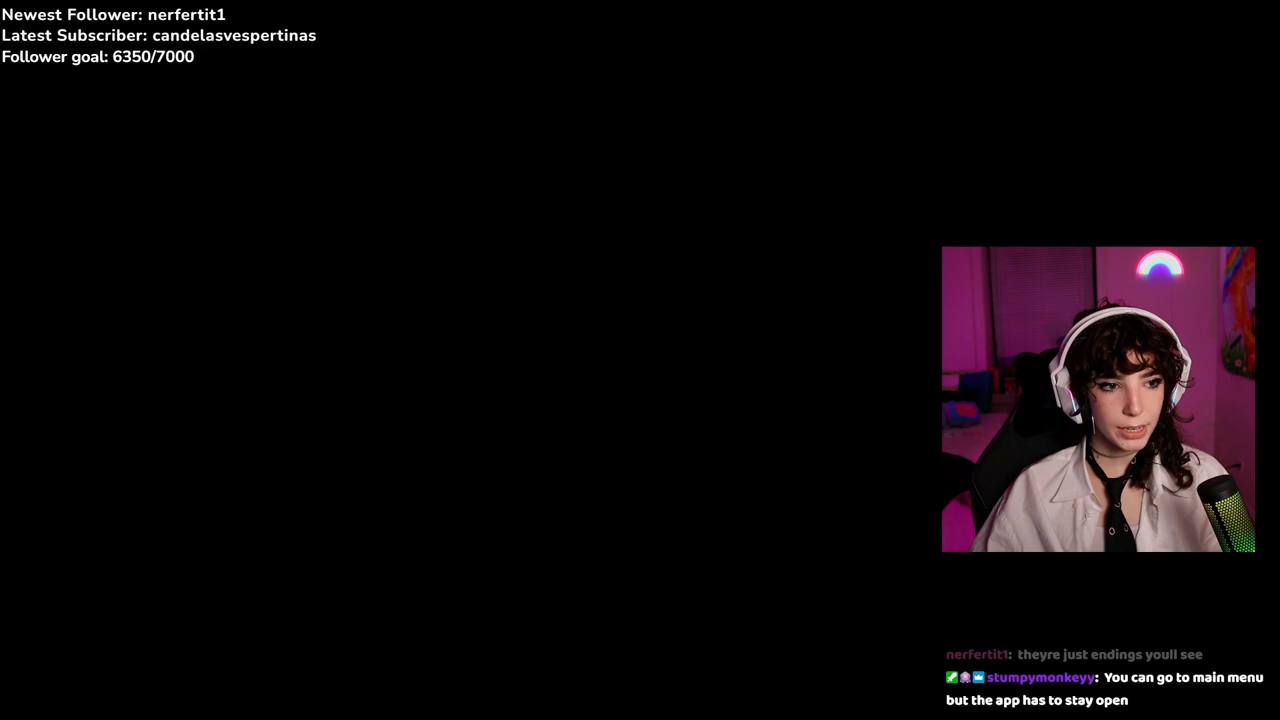 Newest Follower: nerfertit1
Latest Subscriber: candelasvespertinas
Follower goal: 6350/7000
nerfertit1: theyre just endings youll see
stumpymonkeyy: You can go to main menu
but the app has to stay open